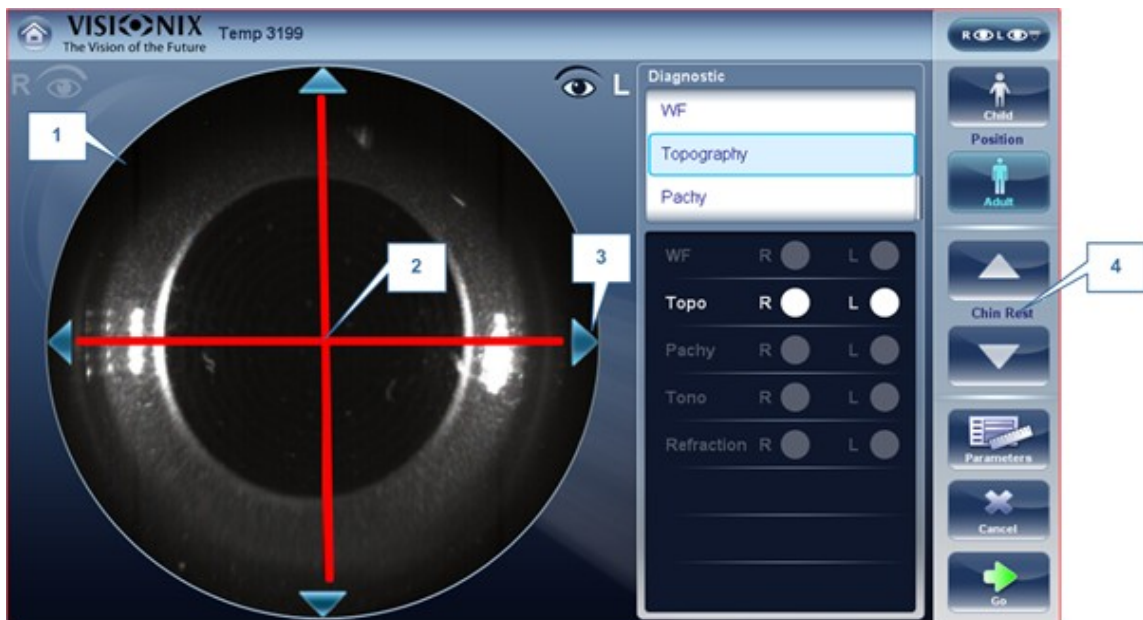 VISIONIX
The Vision of the Future
Temp 3199
R L
R
L
1
2
3
4
Diagnostic
WF
Topography
Pachy
WF R L
Topo R L
Pachy R L
Tono R L
Refraction R L
Child
Position
Adult
Chin Rest
Parameters
Cancel
Go